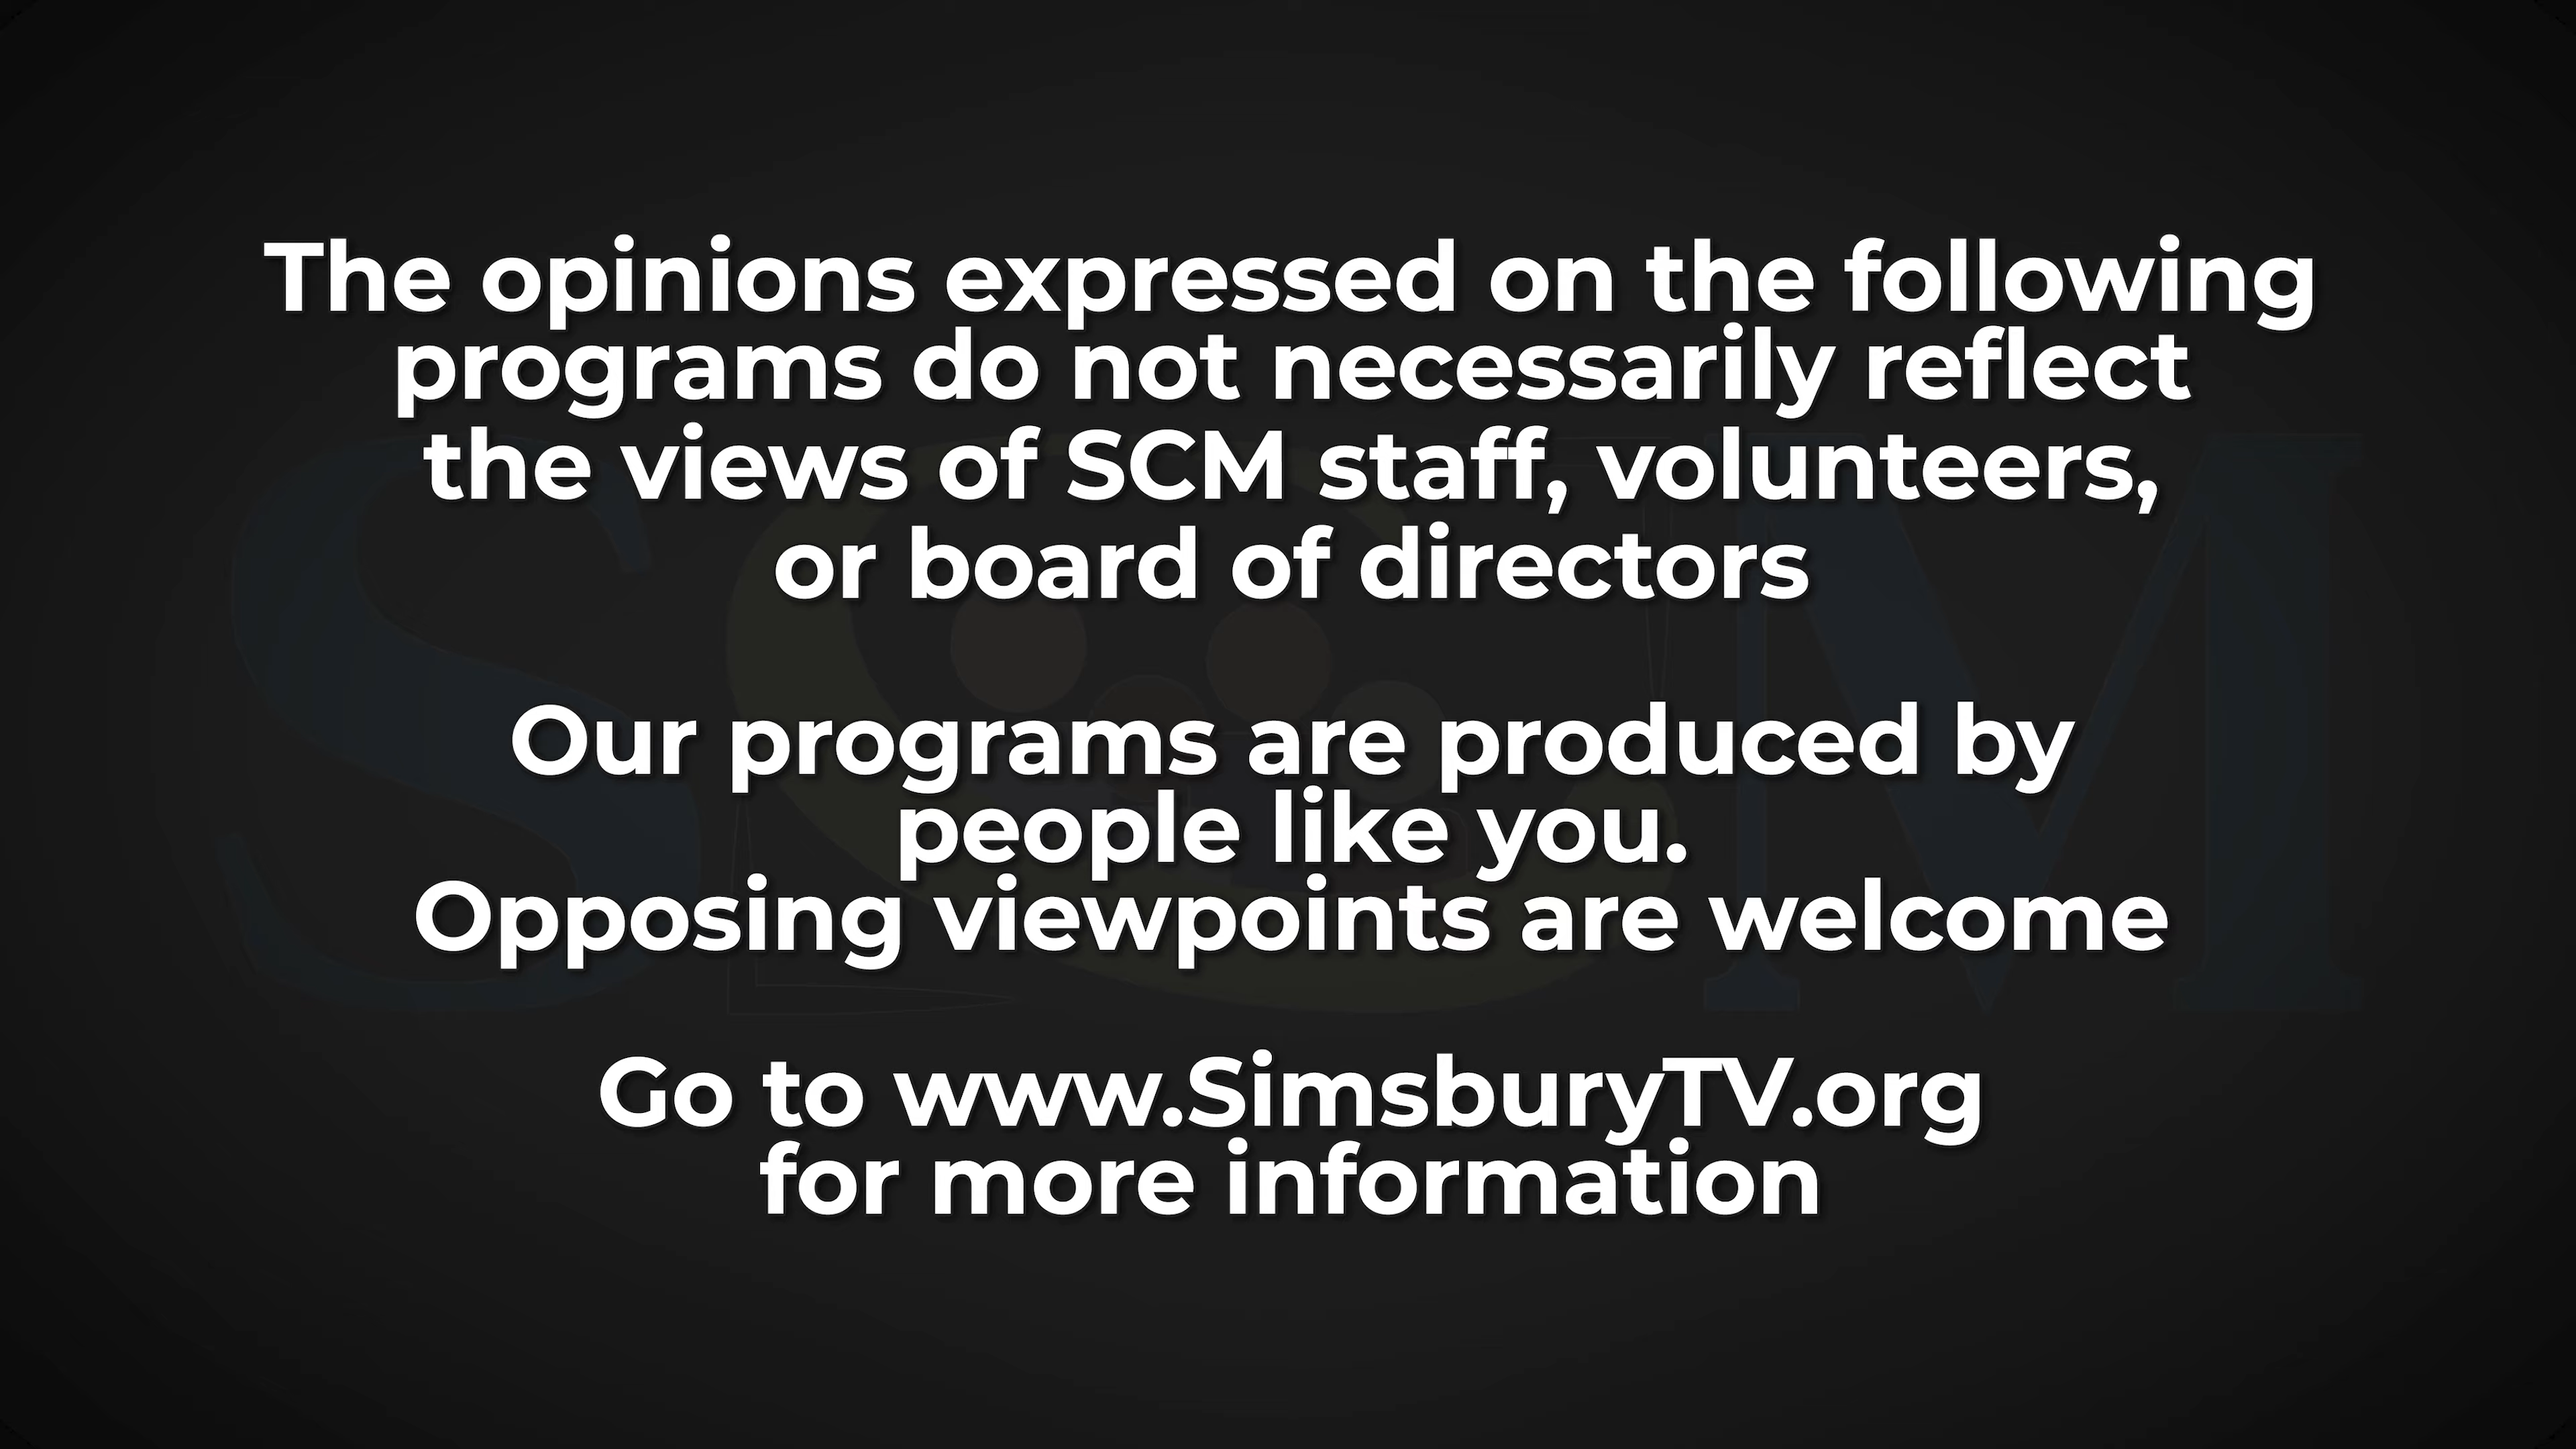 The opinions expressed on the following
programs do not necessarily reflect
the views of SCM staff, volunteers,
or board of directors
Our programs are produced by
people like you.
Opposing viewpoints are welcome
Go to www.SimsburyTV.org
for more information
SCM